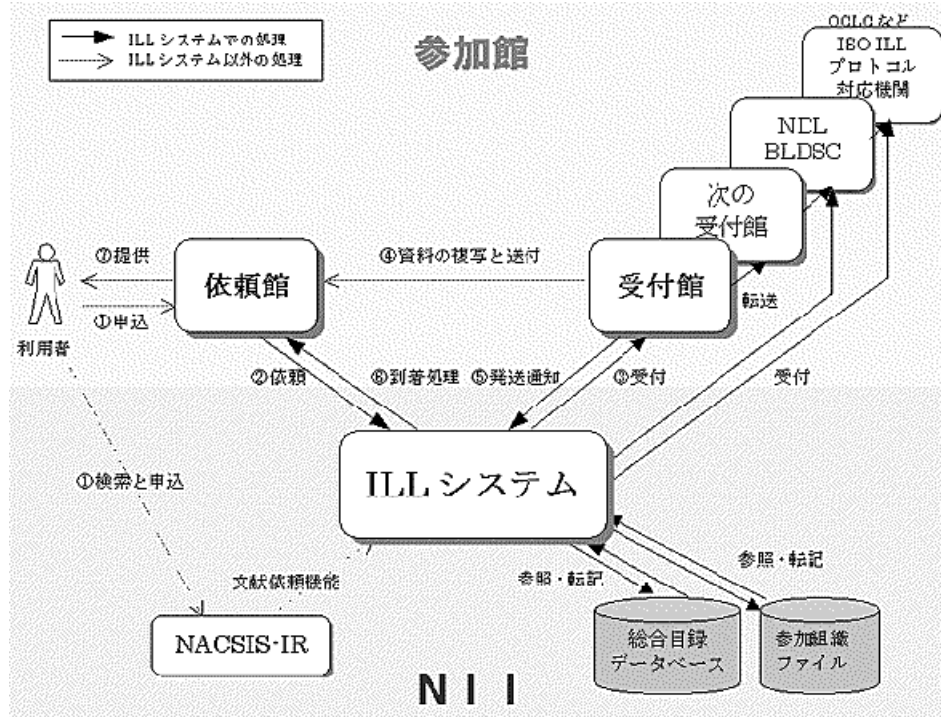 ILL システムでの処理
ILL システム以外の処理
参加館
OCLC など
ISO ILL
プロトコル
対応機関
NDL
BLDSC
次の
受付館
⑦提供
依頼館
④資料の複写と送付
受付館
転送
①申込
利用者
②依頼
⑥到着処理
⑤発送通知
③受付
受付
ILL システム
①検索と申込
文献依頼機能
参照・転記
参照・転記
NACSIS-IR
総合目録
データベース
参加組織
ファイル
NII